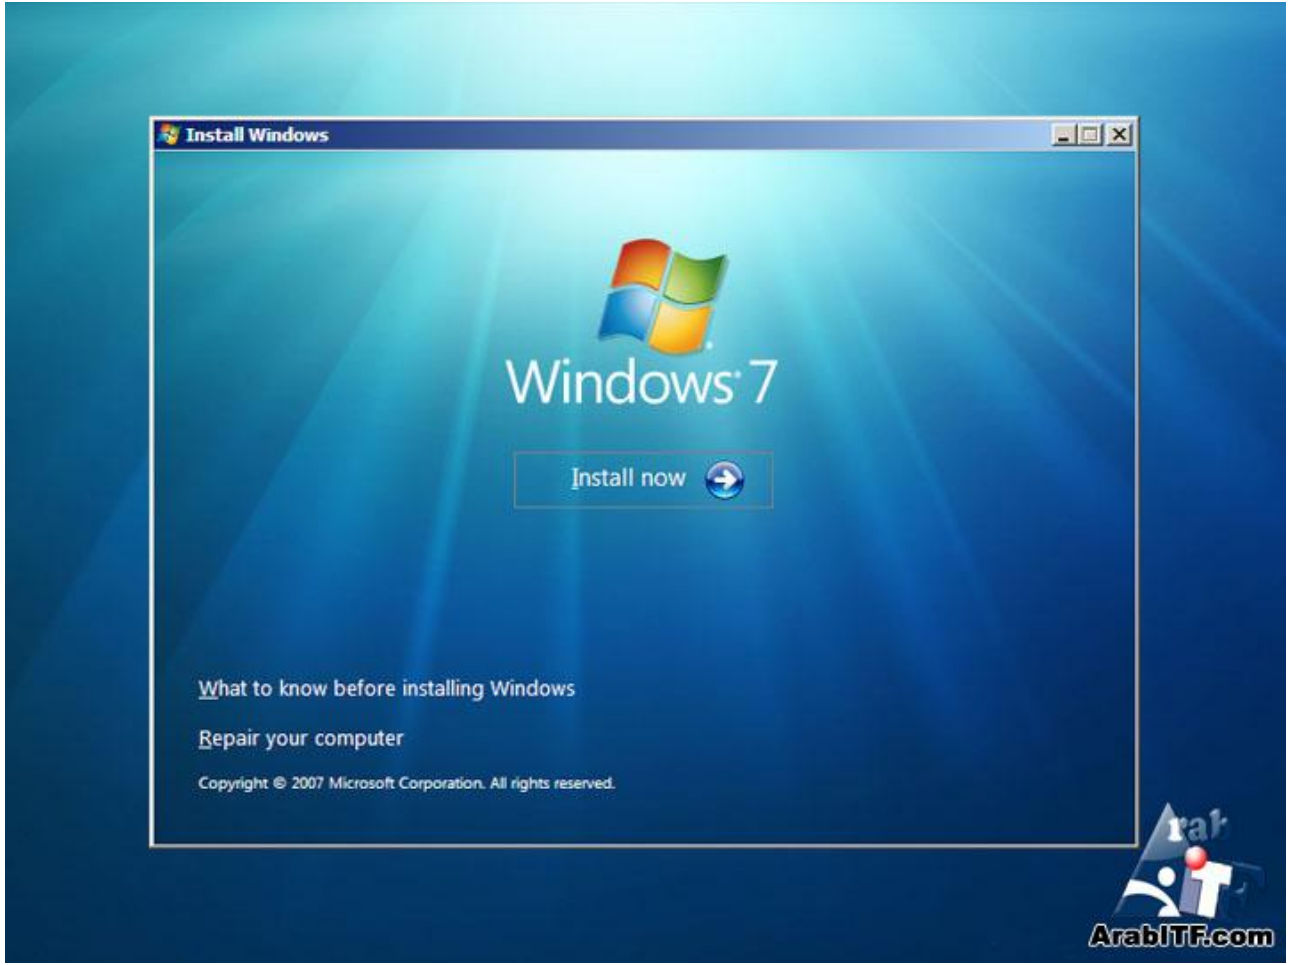 Install Windows
Windows® 7
Install now
What to know before installing Windows
Repair your computer
Copyright © 2007 Microsoft Corporation. All rights reserved.
iTF
ArabITF.com